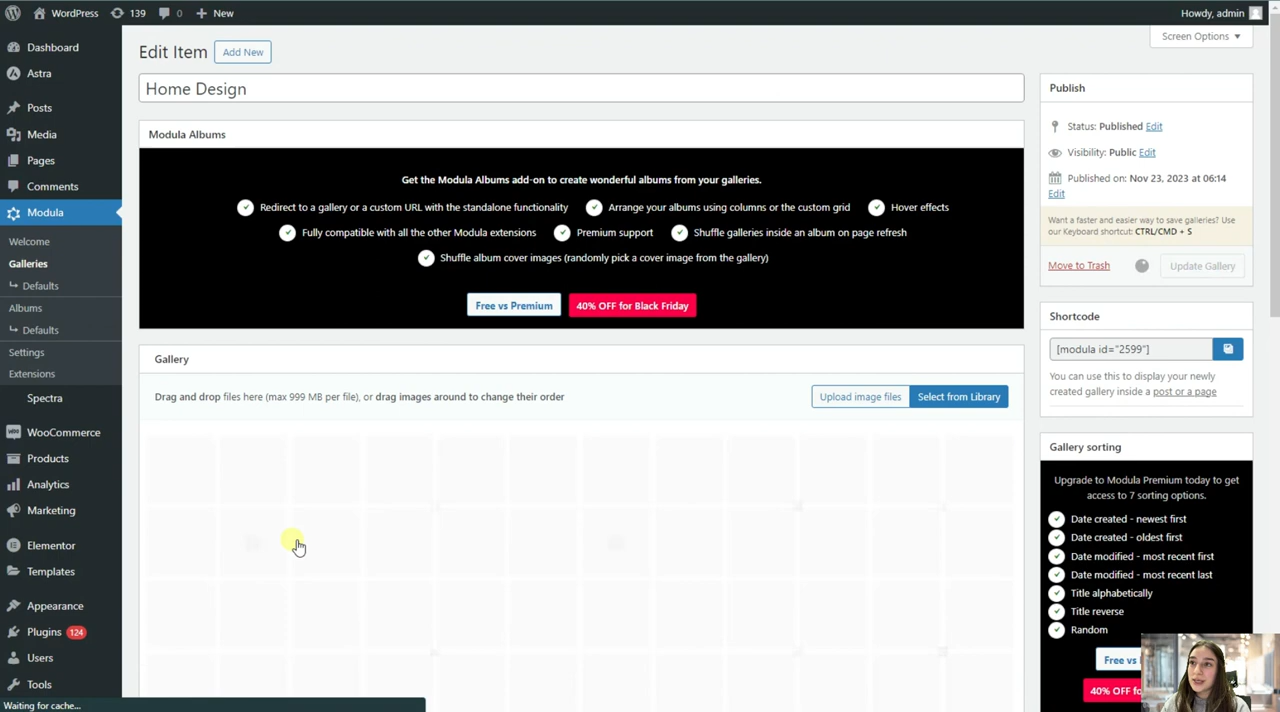 WordPress 139 0 New Howdy, admin
Screen Options
Dashboard
Astra
Posts
Media
Pages
Comments
Modula
Welcome
Galleries
Defaults
Albums
Defaults
Settings
Extensions
Spectra
WooCommerce
Products
Analytics
Marketing
Elementor
Templates
Appearance
Plugins 124
Users
Tools
Edit Item Add New
Home Design
Modula Albums
Get the Modula Albums add-on to create wonderful albums from your galleries.
Redirect to a gallery or a custom URL with the standalone functionality Arrange your albums using columns or the custom grid Hover effects
Fully compatible with all the other Modula extensions Premium support Shuffle galleries inside an album on page refresh
Shuffle album cover images (randomly pick a cover image from the gallery)
Free vs Premium 40% OFF for Black Friday
Gallery
Drag and drop files here (max 999 MB per file), or drag images around to change their order Upload image files Select from Library
Publish
Status: Published Edit
Visibility: Public Edit
Published on: Nov 23, 2023 at 06:14
Edit
Want a faster and easier way to save galleries? Use
our Keyboard shortcut: CTRL/CMD + S
Move to Trash Update Gallery
Shortcode
[modula id="2599"]
You can use this to display your newly
created gallery inside a post or a page
Gallery sorting
Upgrade to Modula Premium today to get
access to 7 sorting options.
Date created - newest first
Date created - oldest first
Date modified - most recent first
Date modified - most recent last
Title alphabetically
Title reverse
Random
Free vs
40% OFF fo
Waiting for cache...